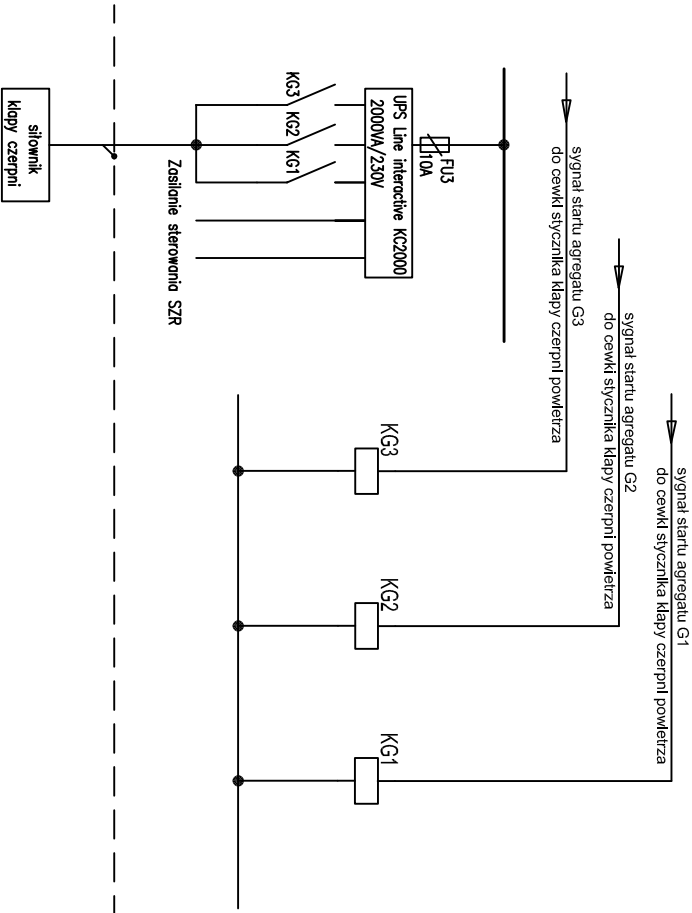 sygnał startu agregatu G1
do cewki stycznika klapy czerpni powietrza
sygnał startu agregatu G2
do cewki stycznika klapy czerpni powietrza
sygnał startu agregatu G3
do cewki stycznika klapy czerpni powietrza
FU3
10A
UPS Line interactive KC2000
2000VA/230V
KG3
KG2
KG1
KG3
KG2
KG1
Zasilanie sterowania SZR
siłownik
klapy czerpni